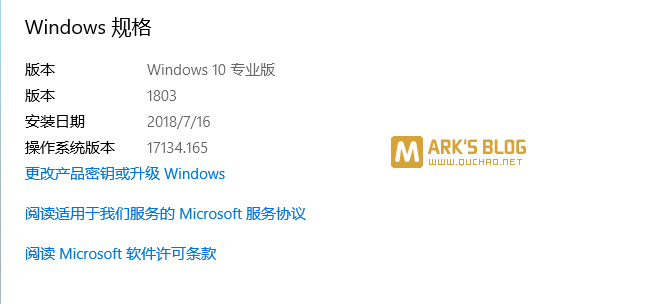 Windows 规格
版本 Windows 10 专业版
版本 1803
安装日期 2018/7/16
操作系统版本 17134.165
更改产品密钥或升级 Windows
阅读适用于我们服务的 Microsoft 服务协议
阅读 Microsoft 软件许可条款
MARK'S BLOG
WWW.QUCHAO.NET